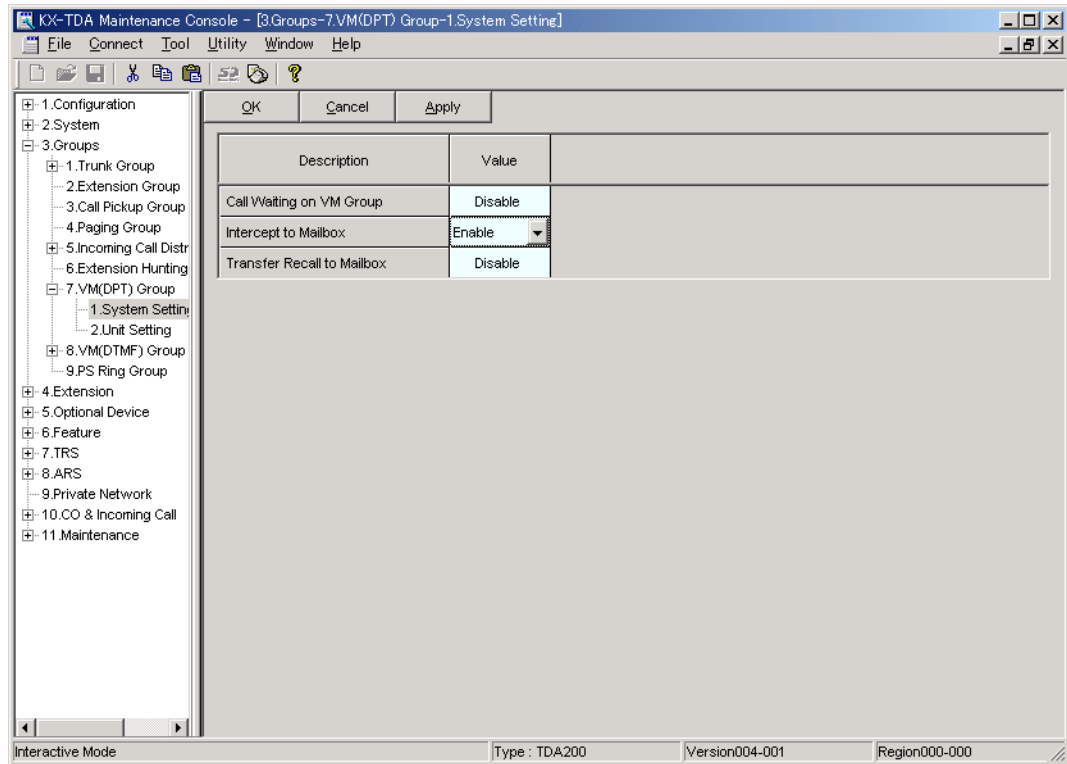 KX-TDA Maintenance Console - [3.Groups-7.VM(DPT) Group-1.System Setting]
File Connect Tool Utility Window Help
OK Cancel Apply
1.Configuration
2.System
3.Groups
1.Trunk Group
2.Extension Group
3.Call Pickup Group
4.Paging Group
5.Incoming Call Distr
6.Extension Hunting
7.VM(DPT) Group
1.System Setting
2.Unit Setting
8.VM(DTMF) Group
9.PS Ring Group
4.Extension
5.Optional Device
6.Feature
7.TRS
8.ARS
9.Private Network
10.CO & Incoming Call
11.Maintenance
Description Value
Call Waiting on VM Group Disable
Intercept to Mailbox Enable
Transfer Recall to Mailbox Disable
Interactive Mode Type : TDA200 Version004-001 Region000-000